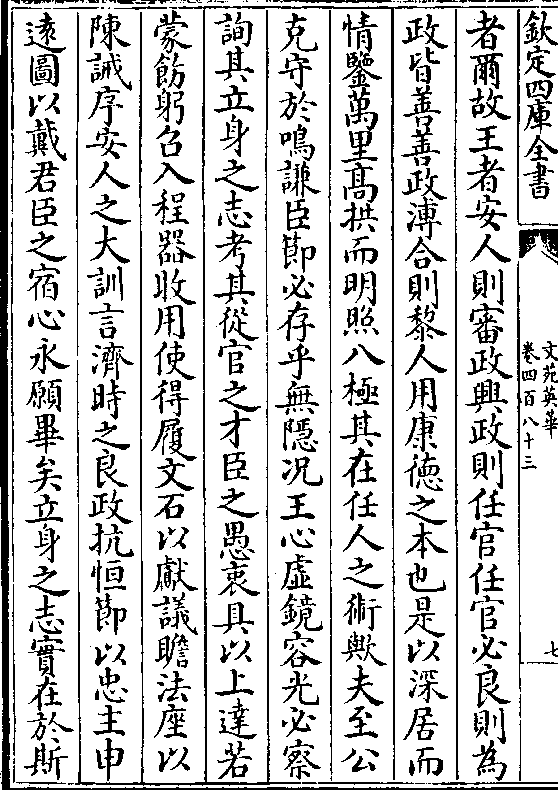 欽定四庫全書
文苑英華
卷四百八十三
七
者爾故王者安人則審政興政則任官任官必良則為
政皆善善政溥合則黎人用康徳之本也是以深居而
情鑒萬里髙拱而明照八極其在任人之術歟夫至公
克守於鳴謙臣節必存乎無隱况王心虚鏡容光必察
詢其立身之志考其從官之才臣之愚衷具以上達若
蒙飭躬召入程器收用使得履文石以獻議瞻法座以
陳誡序安人之大訓言濟時之良政抗恒節以忠主申
逺圖以戴君臣之宿心永願畢矣立身之志實在於斯